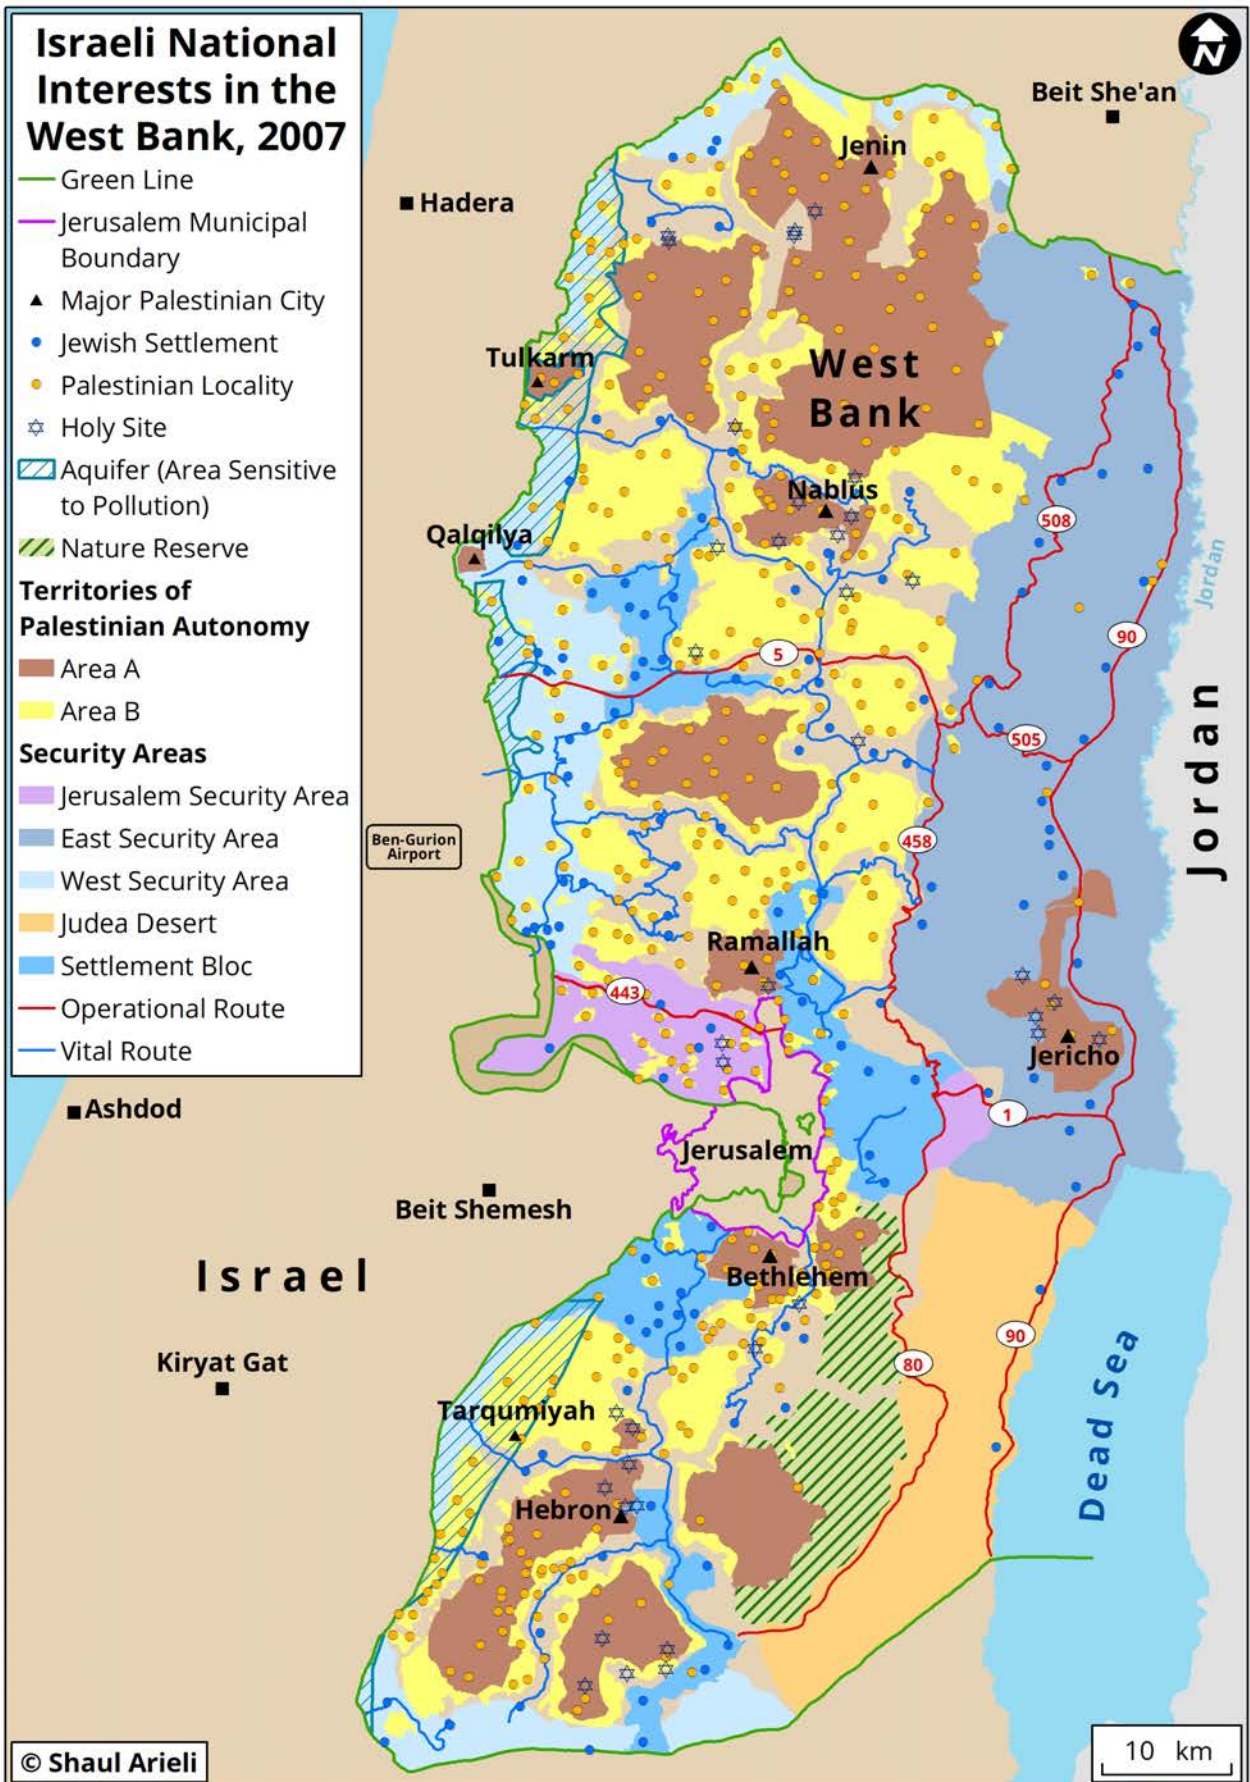 Israeli National
Interests in the
West Bank, 2007
Green Line
Jerusalem Municipal
Boundary
Major Palestinian City
Jewish Settlement
Palestinian Locality
Holy Site
Aquifer (Area Sensitive
to Pollution)
Nature Reserve
Territories of
Palestinian Autonomy
Area A
Area B
Security Areas
Jerusalem Security Area
East Security Area
West Security Area
Judea Desert
Settlement Bloc
Operational Route
Vital Route
N
Beit She'an
Jenin
Hadera
Tulkarm
West
Bank
Nablus
508
Qalqilya
Jordan
90
5
505
Jordan
Ben-Gurion
Airport
458
Ramallah
443
Jericho
Ashdod
1
Jerusalem
Beit Shemesh
Israel
Bethlehem
90
80
Kiryat Gat
Dead Sea
Tarqumiyah
Hebron
© Shaul Arieli
10 km